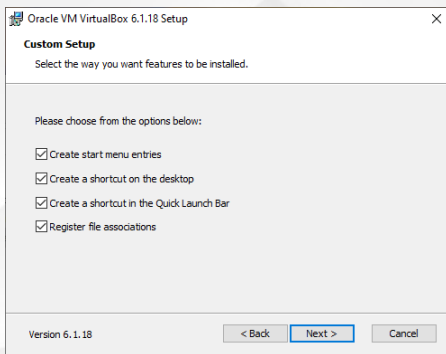 Oracle VM VirtualBox 6.1.18 Setup
Custom Setup
Select the way you want features to be installed.
Please choose from the options below:
Create start menu entries
Create a shortcut on the desktop
Create a shortcut in the Quick Launch Bar
Register file associations
Version 6.1.18 < Back Next > Cancel